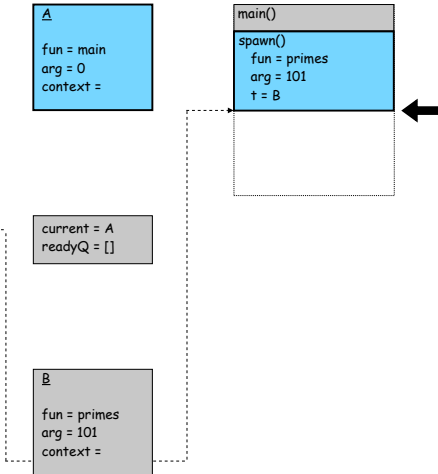 A
fun = main
arg = 0
context =
main()
spawn()
fun = primes
arg = 101
t = B
current = A
readyQ = []
B
fun = primes
arg = 101
context =